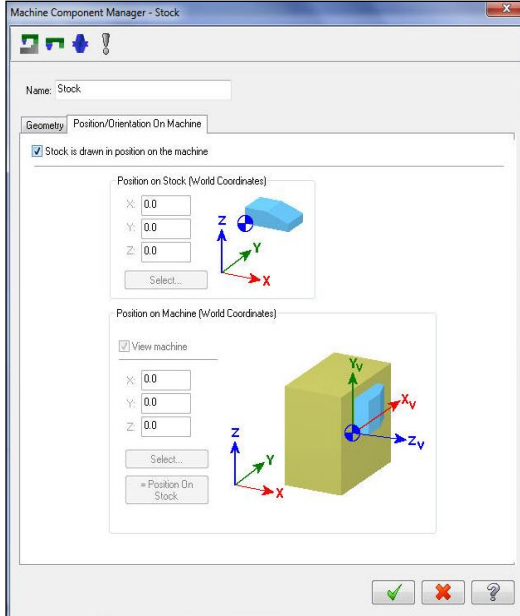 Machine Component Manager - Stock
Name: Stock
Geometry Position/Orientation On Machine
Stock is drawn in position on the machine
Position on Stock (World Coordinates)
X: 0.0
Y: 0.0
Z: 0.0
Select...
Z
Y
X
Position on Machine (World Coordinates)
View machine
X: 0.0
Y: 0.0
Z: 0.0
Select...
= Position On
Stock
Z
Y
X
Yv
Xv
Zv